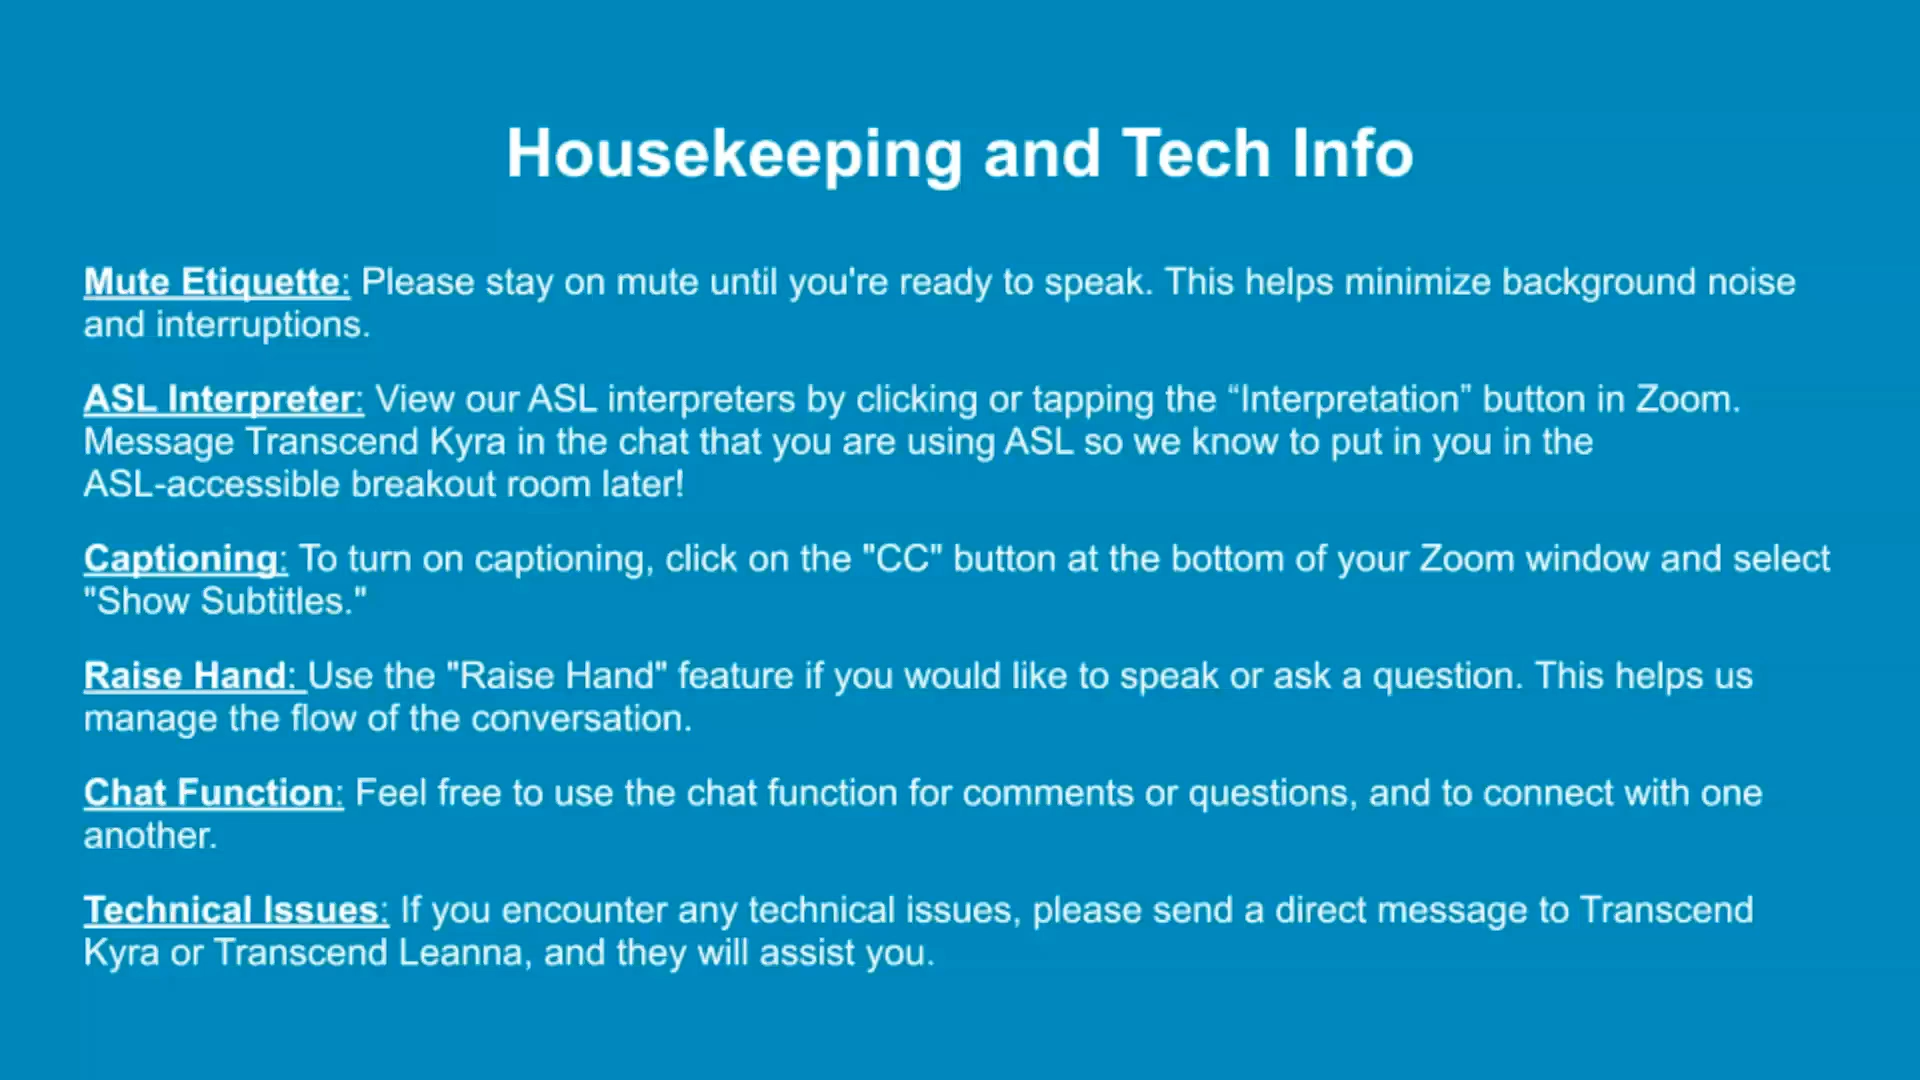 Housekeeping and Tech Info
Mute Etiquette: Please stay on mute until you're ready to speak. This helps minimize background noise
and interruptions.
ASL Interpreter: View our ASL interpreters by clicking or tapping the “Interpretation” button in Zoom.
Message Transcend Kyra in the chat that you are using ASL so we know to put in you in the
ASL-accessible breakout room later!
Captioning: To turn on captioning, click on the "CC" button at the bottom of your Zoom window and select
"Show Subtitles."
Raise Hand: Use the "Raise Hand" feature if you would like to speak or ask a question. This helps us
manage the flow of the conversation.
Chat Function: Feel free to use the chat function for comments or questions, and to connect with one
another.
Technical Issues: If you encounter any technical issues, please send a direct message to Transcend
Kyra or Transcend Leanna, and they will assist you.